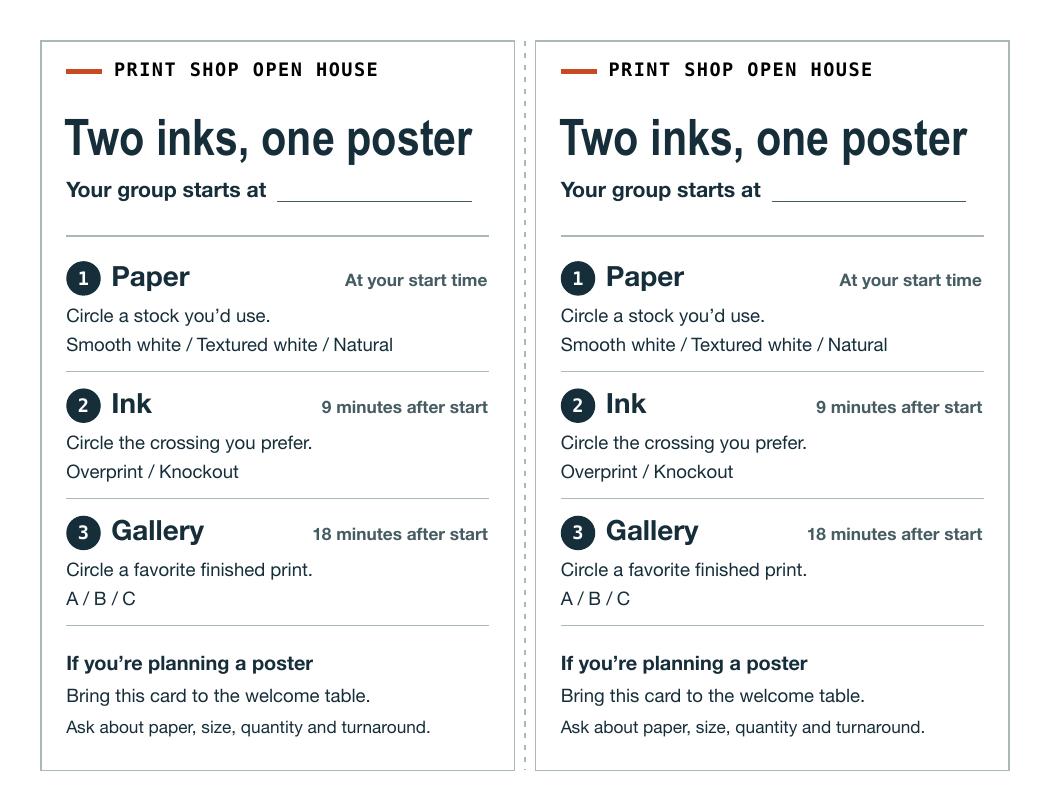 PRINT SHOP OPEN HOUSE
Two inks, one poster
Your group starts at
1 Paper At your start time
Circle a stock you’d use.
Smooth white / Textured white / Natural
2 Ink 9 minutes after start
Circle the crossing you prefer.
Overprint / Knockout
3 Gallery 18 minutes after start
Circle a favorite finished print.
A / B / C
If you’re planning a poster
Bring this card to the welcome table.
Ask about paper, size, quantity and turnaround.
PRINT SHOP OPEN HOUSE
Two inks, one poster
Your group starts at
1 Paper At your start time
Circle a stock you’d use.
Smooth white / Textured white / Natural
2 Ink 9 minutes after start
Circle the crossing you prefer.
Overprint / Knockout
3 Gallery 18 minutes after start
Circle a favorite finished print.
A / B / C
If you’re planning a poster
Bring this card to the welcome table.
Ask about paper, size, quantity and turnaround.